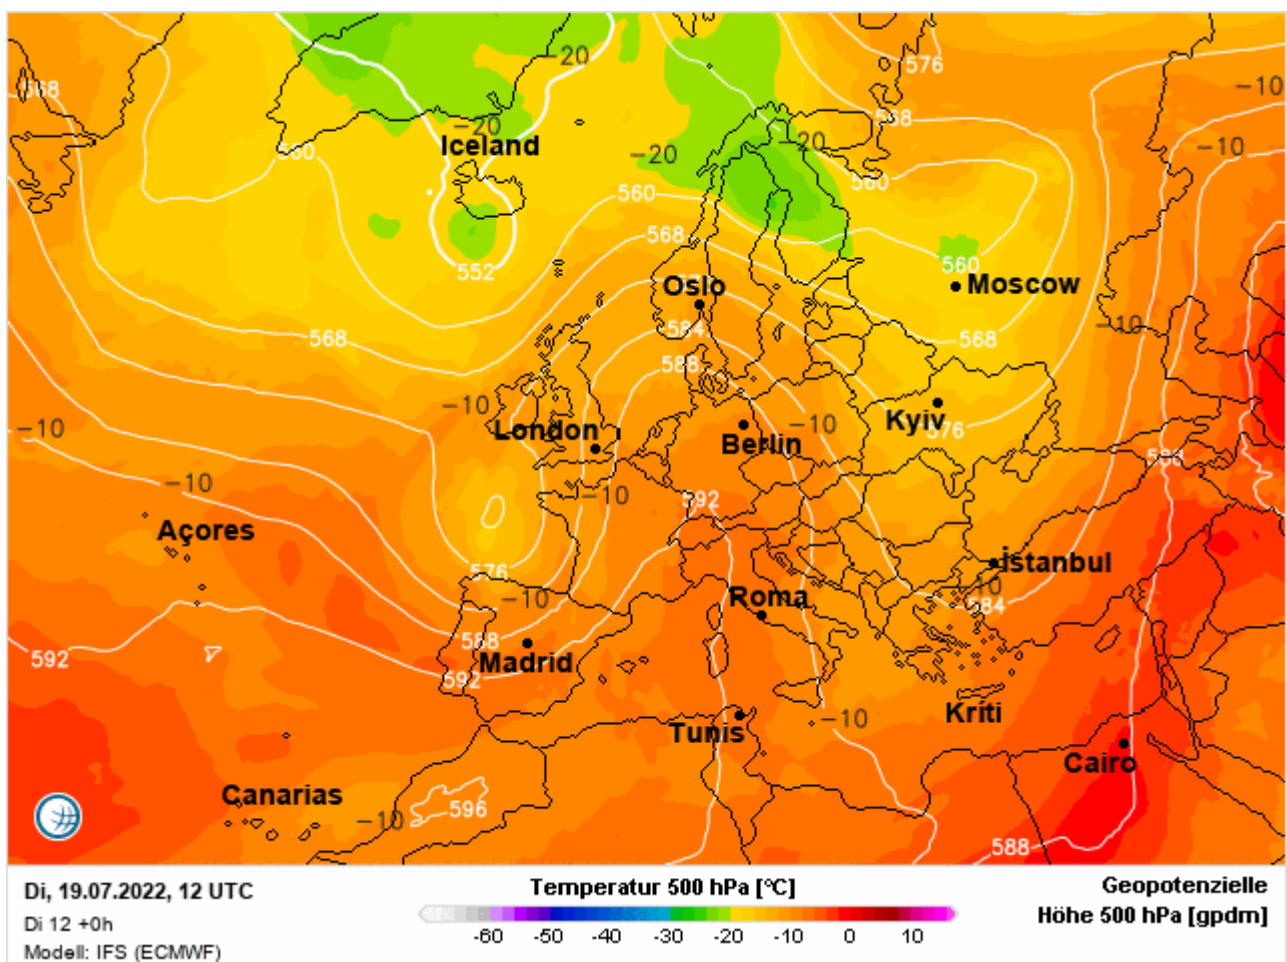 576
-20
-10
568
568
-20
Iceland
-20
-20
-10
560
560
560
568
552
560
Oslo
Moscow
584
-10
568
568
588
-10
Kyiv
-10
London
Berlin
-10
576
588
-10
-10
592
Açores
576
-10
İstanbul
-10
Roma
584
588
592
Madrid
592
Kríti
-10
Tunis
Cairo
Canarias
596
-10
588
Di, 19.07.2022, 12 UTC
Di 12 +0h
Modell: IFS (ECMWF)
Temperatur 500 hPa [°C]
-60 -50 -40 -30 -20 -10 0 10
Geopotenzielle
Höhe 500 hPa [gpdm]